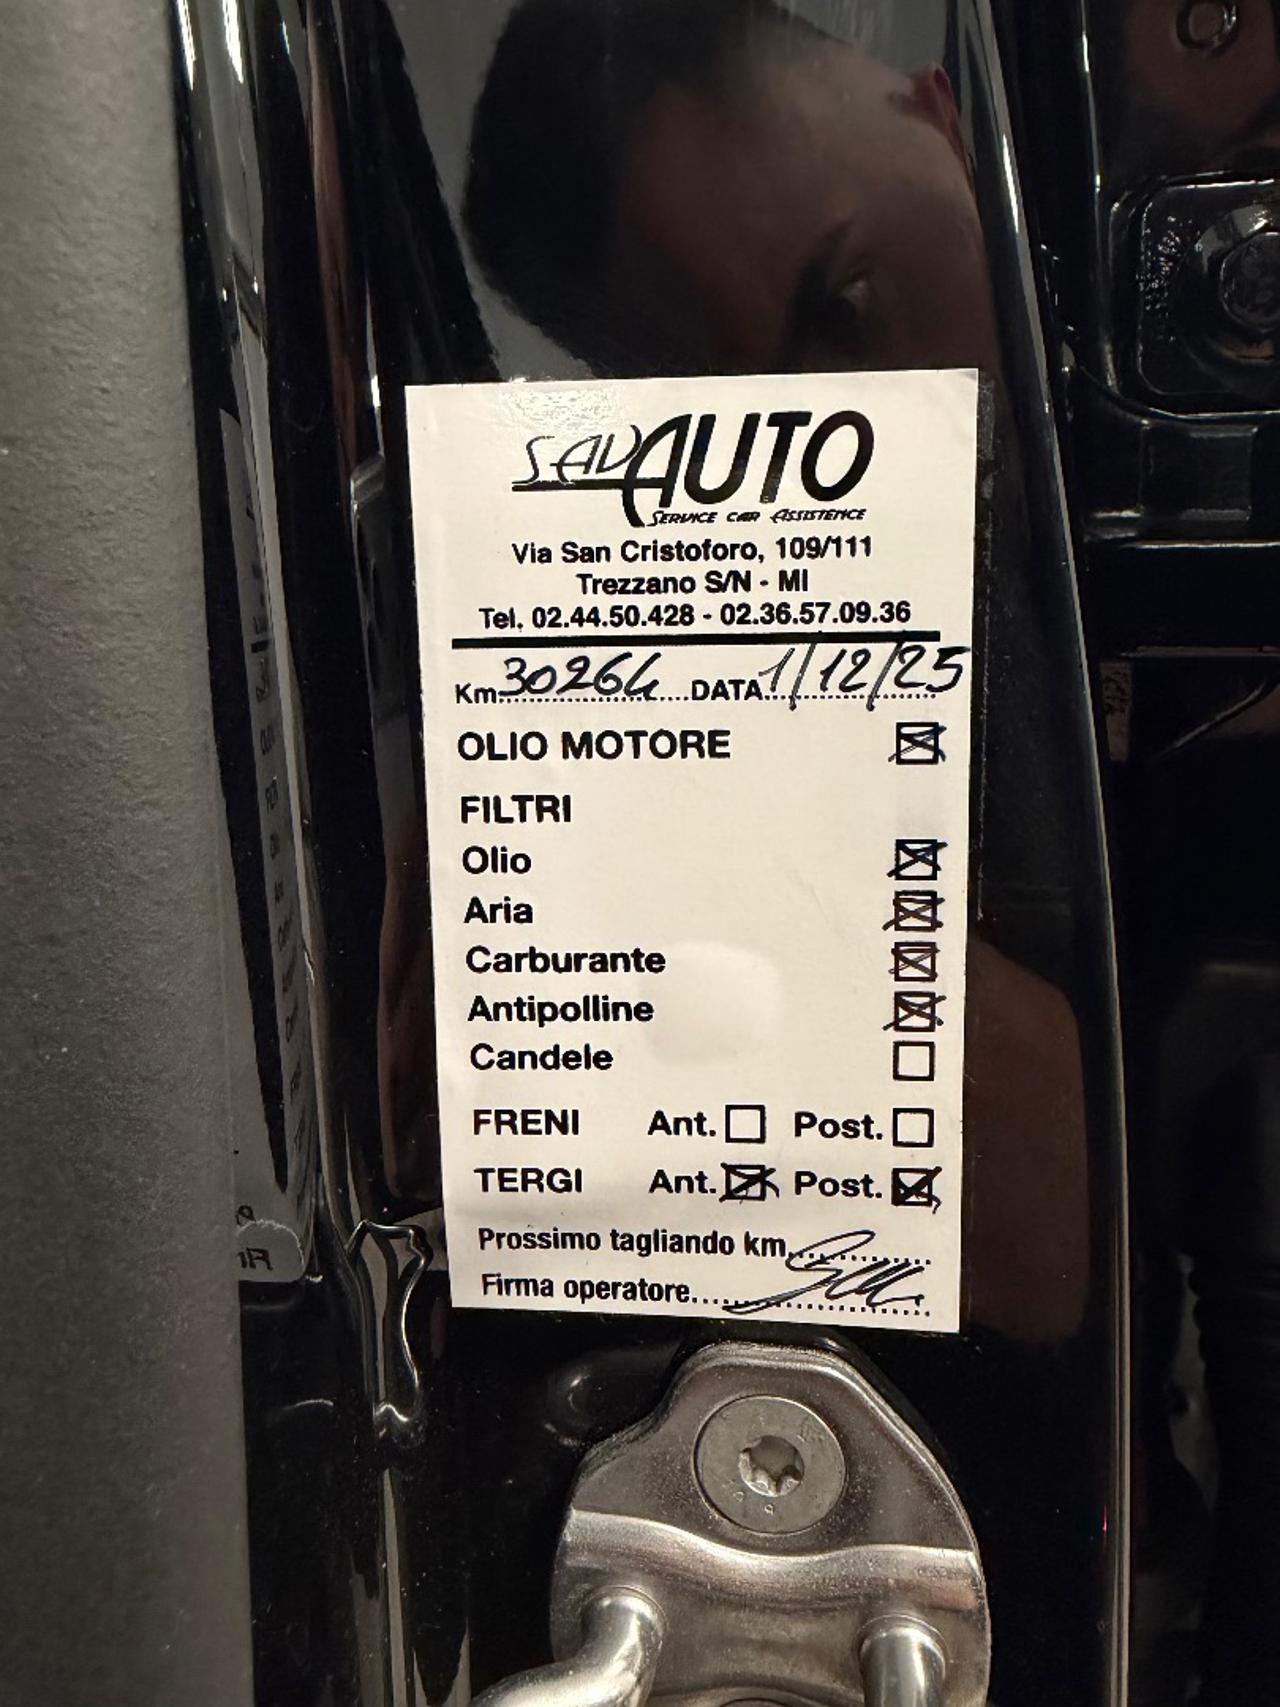 SAVAUTO
SERVICE CAR ASSISTENCE
Via San Cristoforo, 109/111
Trezzano S/N - MI
Tel. 02.44.50.428 - 02.36.57.09.36
Km 30264 DATA 1/12/25
OLIO MOTORE
FILTRI
Olio
Aria
Carburante
Antipolline
Candele
FRENI Ant. Post.
TERGI Ant. Post.
Prossimo tagliando km
Firma operatore